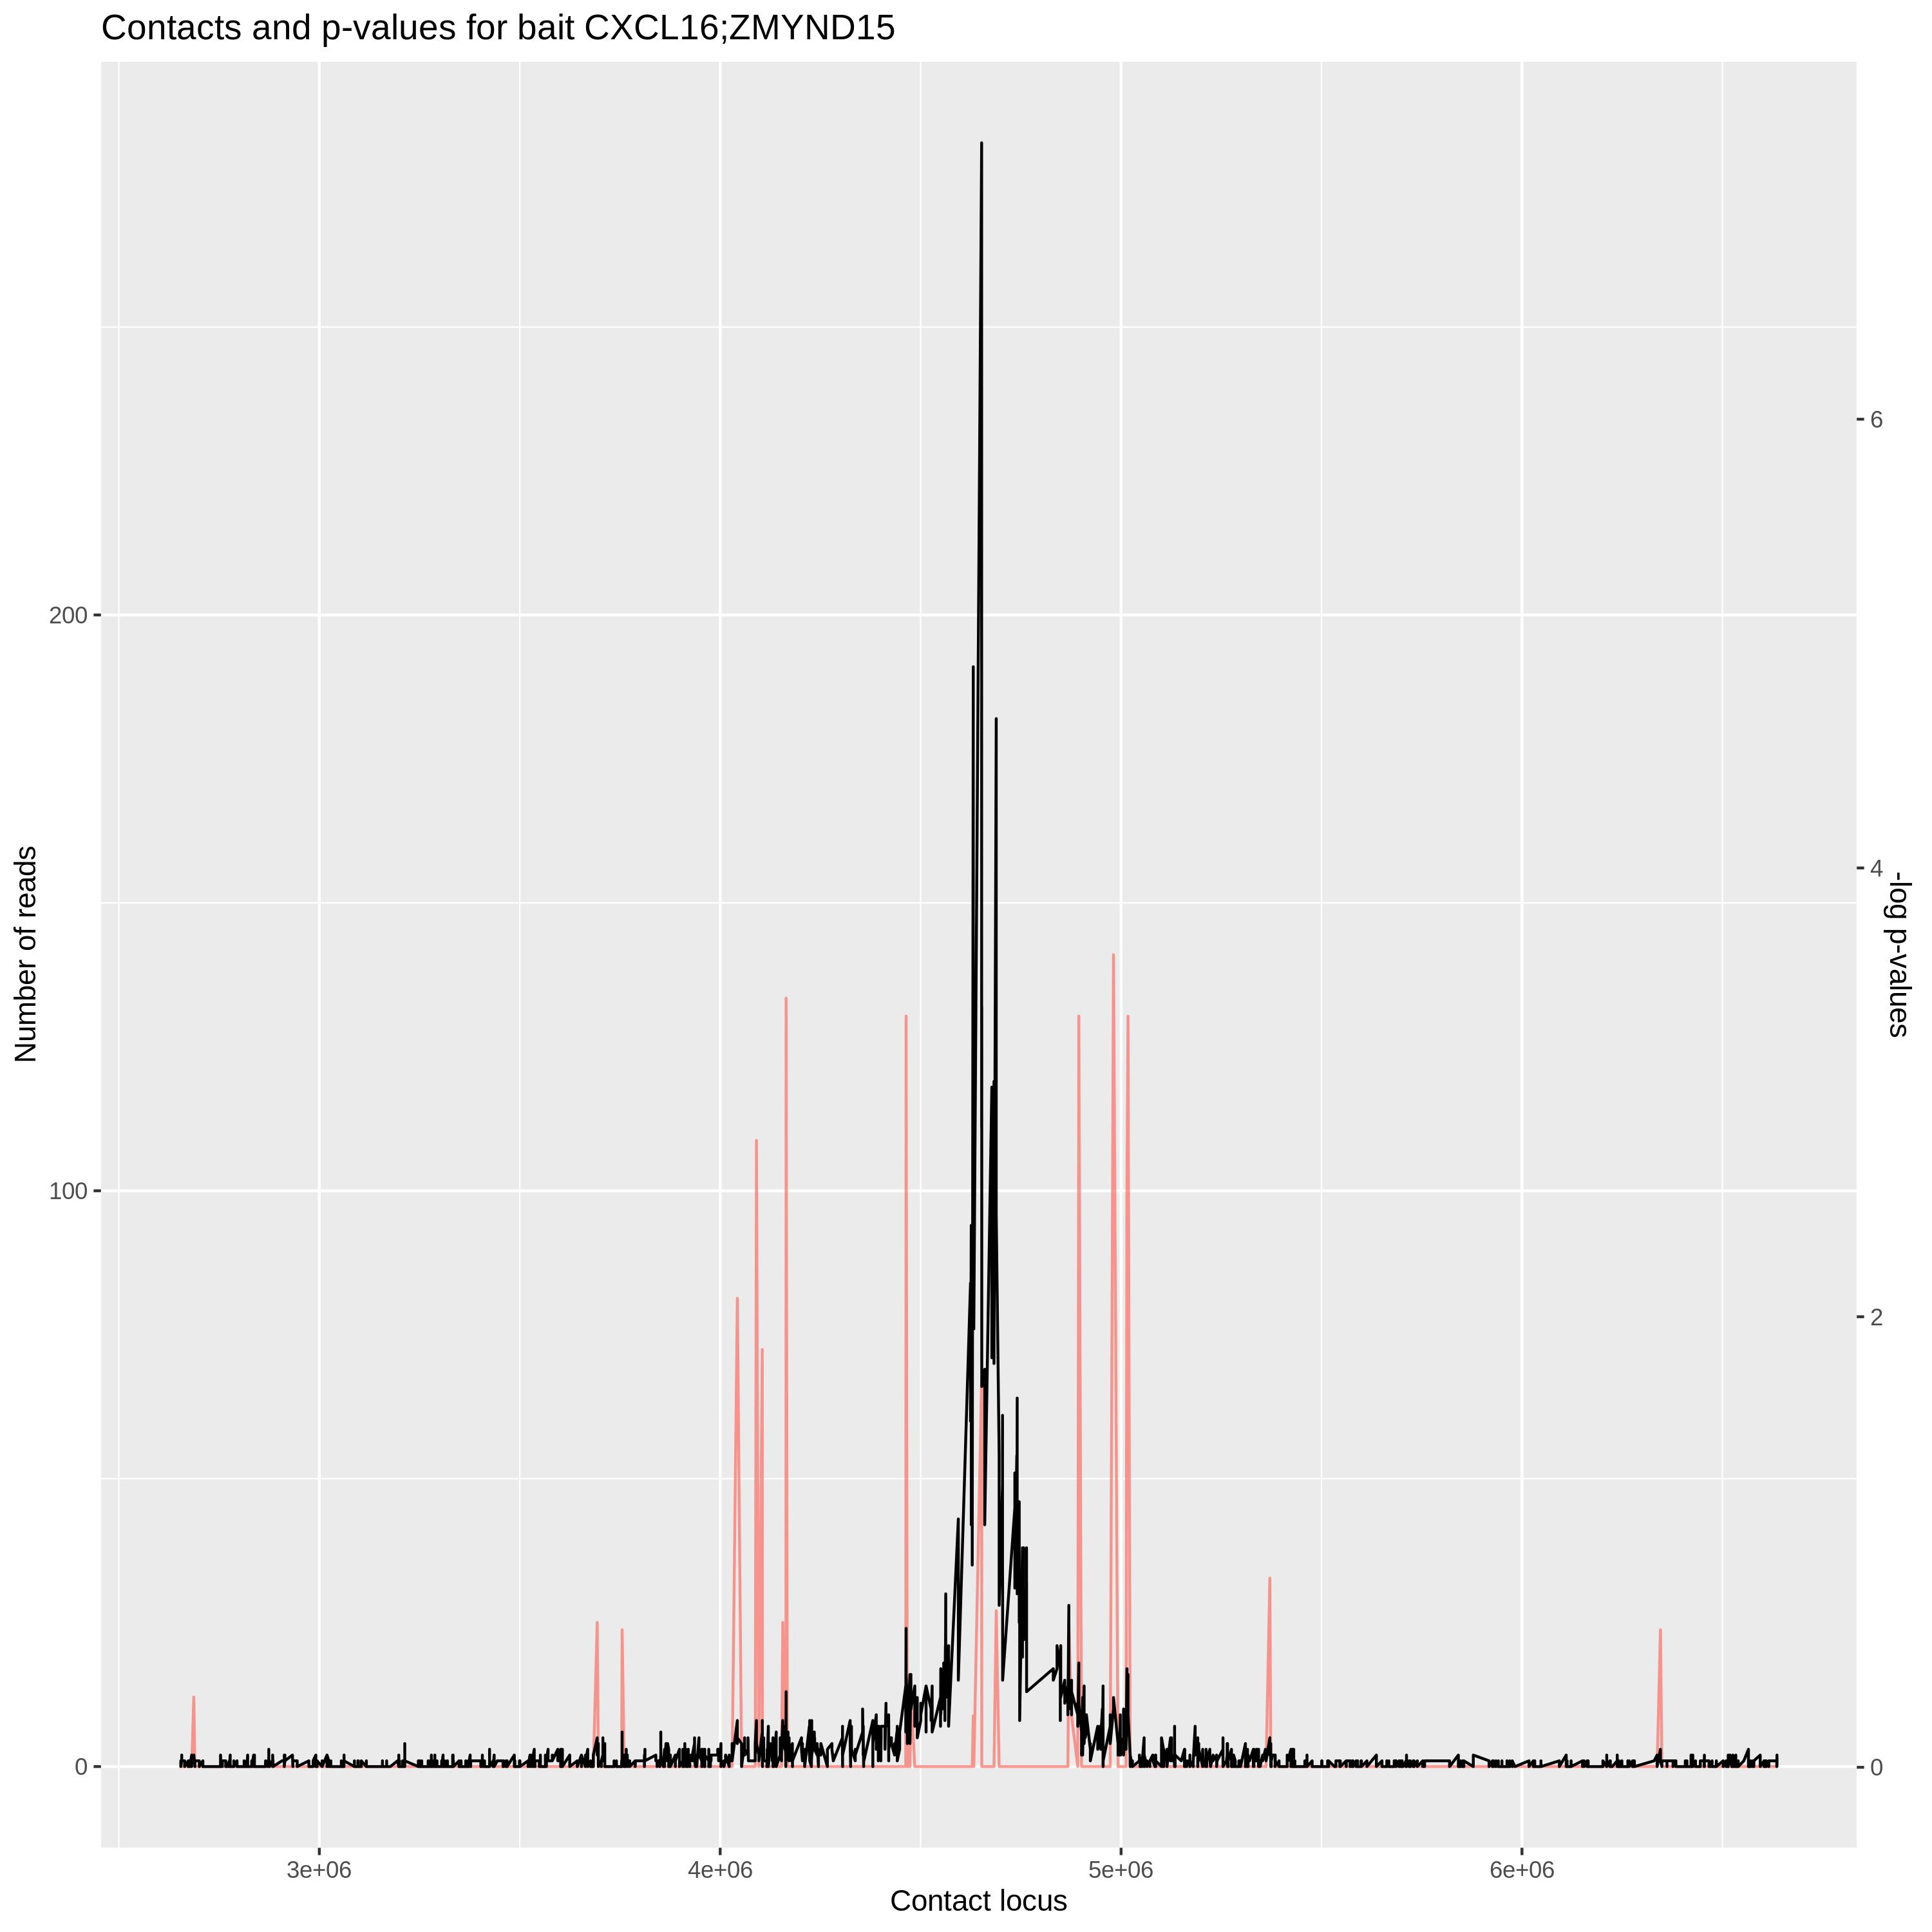 Contacts and p-values for bait CXCL16;ZMYND15
Number of reads
200
100
0
6
4
2
0
-log p-values
3e+06
4e+06
5e+06
6e+06
Contact locus